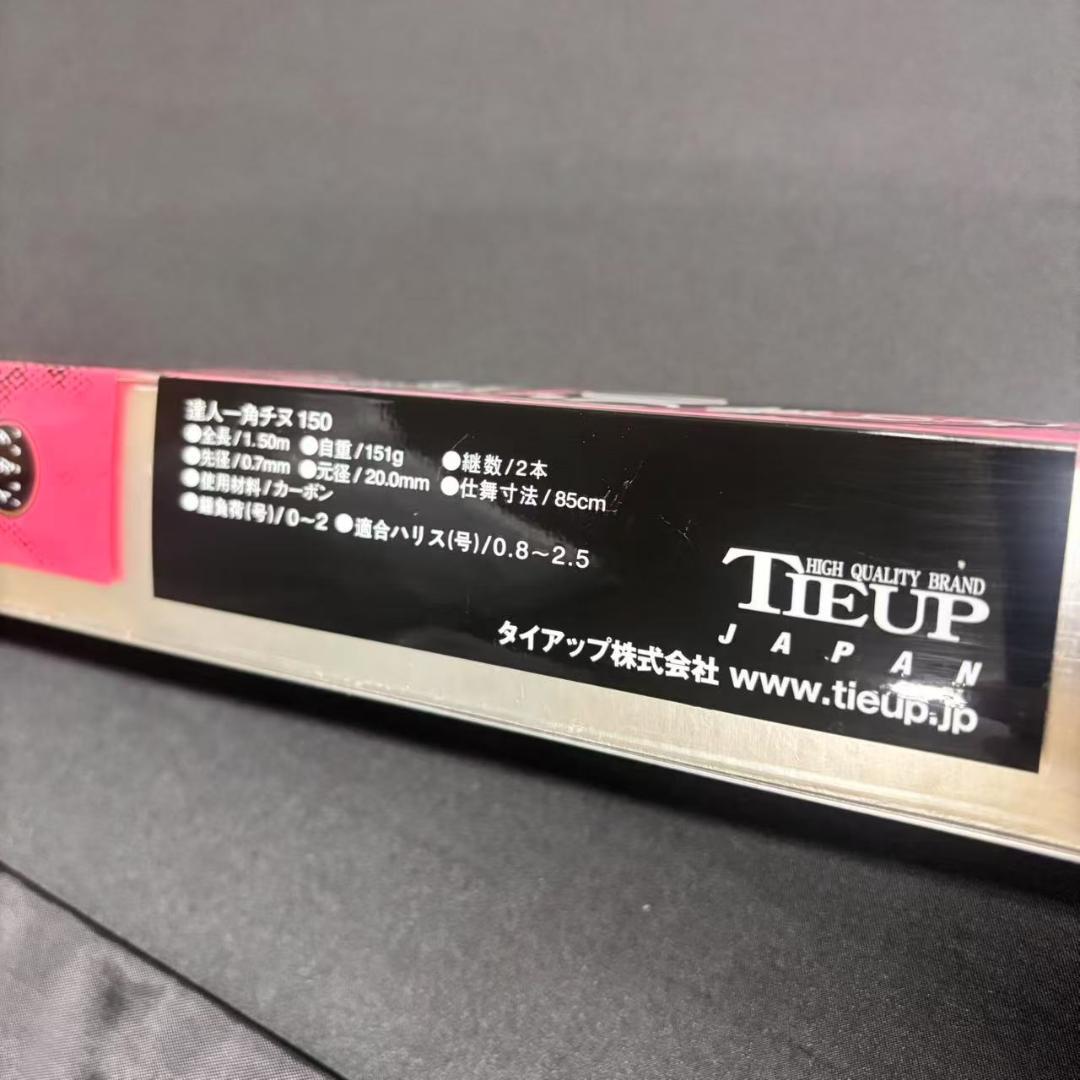 達人一角チヌ150
●全長/1.50m ●自重/151g ●継数/2本
●先径/0.7mm ●元径/20.0mm ●仕舞寸法/85cm
●使用材料/カーボン
●錘負荷(号)/0～2 ●適合ハリス(号)/0.8～2.5
HIGH QUALITY BRAND
TIEUP
JAPAN
タイアップ株式会社 www.tieup.jp